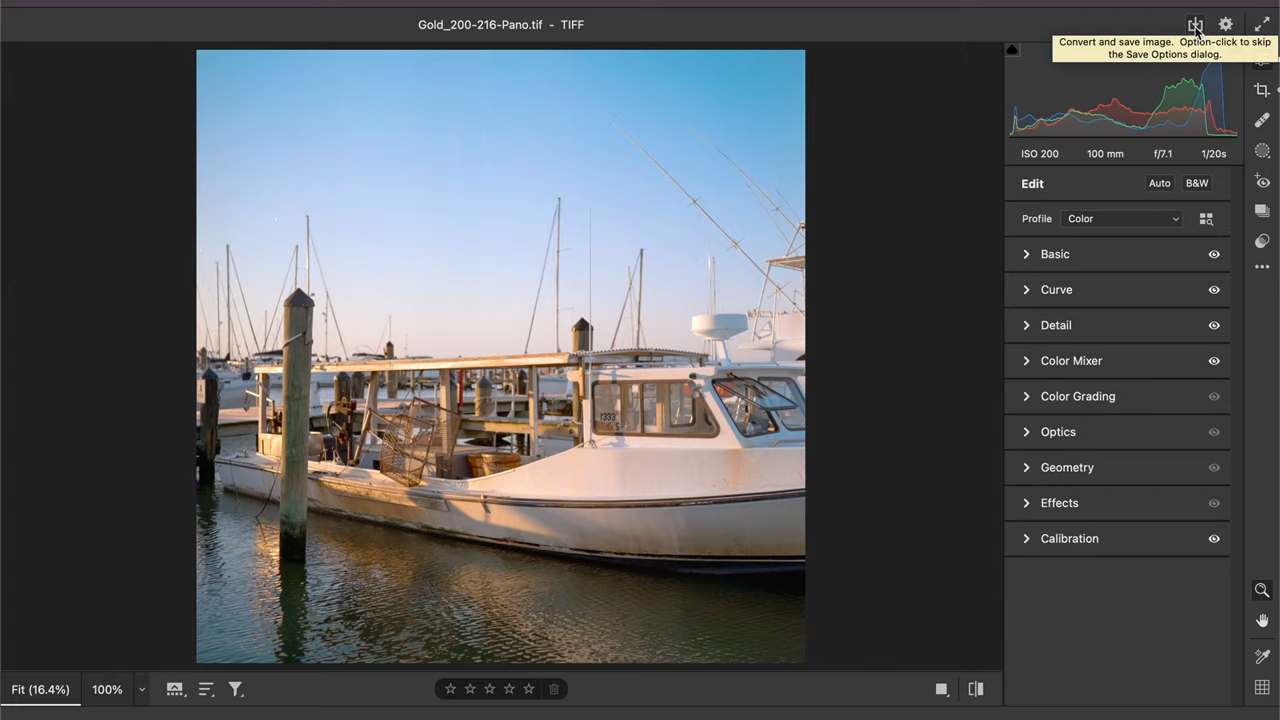 Gold_200-216-Pano.tif - TIFF
Convert and save image. Option-click to skip
the Save Options dialog.
ISO 200 100 mm f/7.1 1/20s
Edit Auto B&W
Profile Color
Basic
Curve
Detail
Color Mixer
Color Grading
Optics
Geometry
Effects
Calibration
1333
Fit (16.4%) 100%